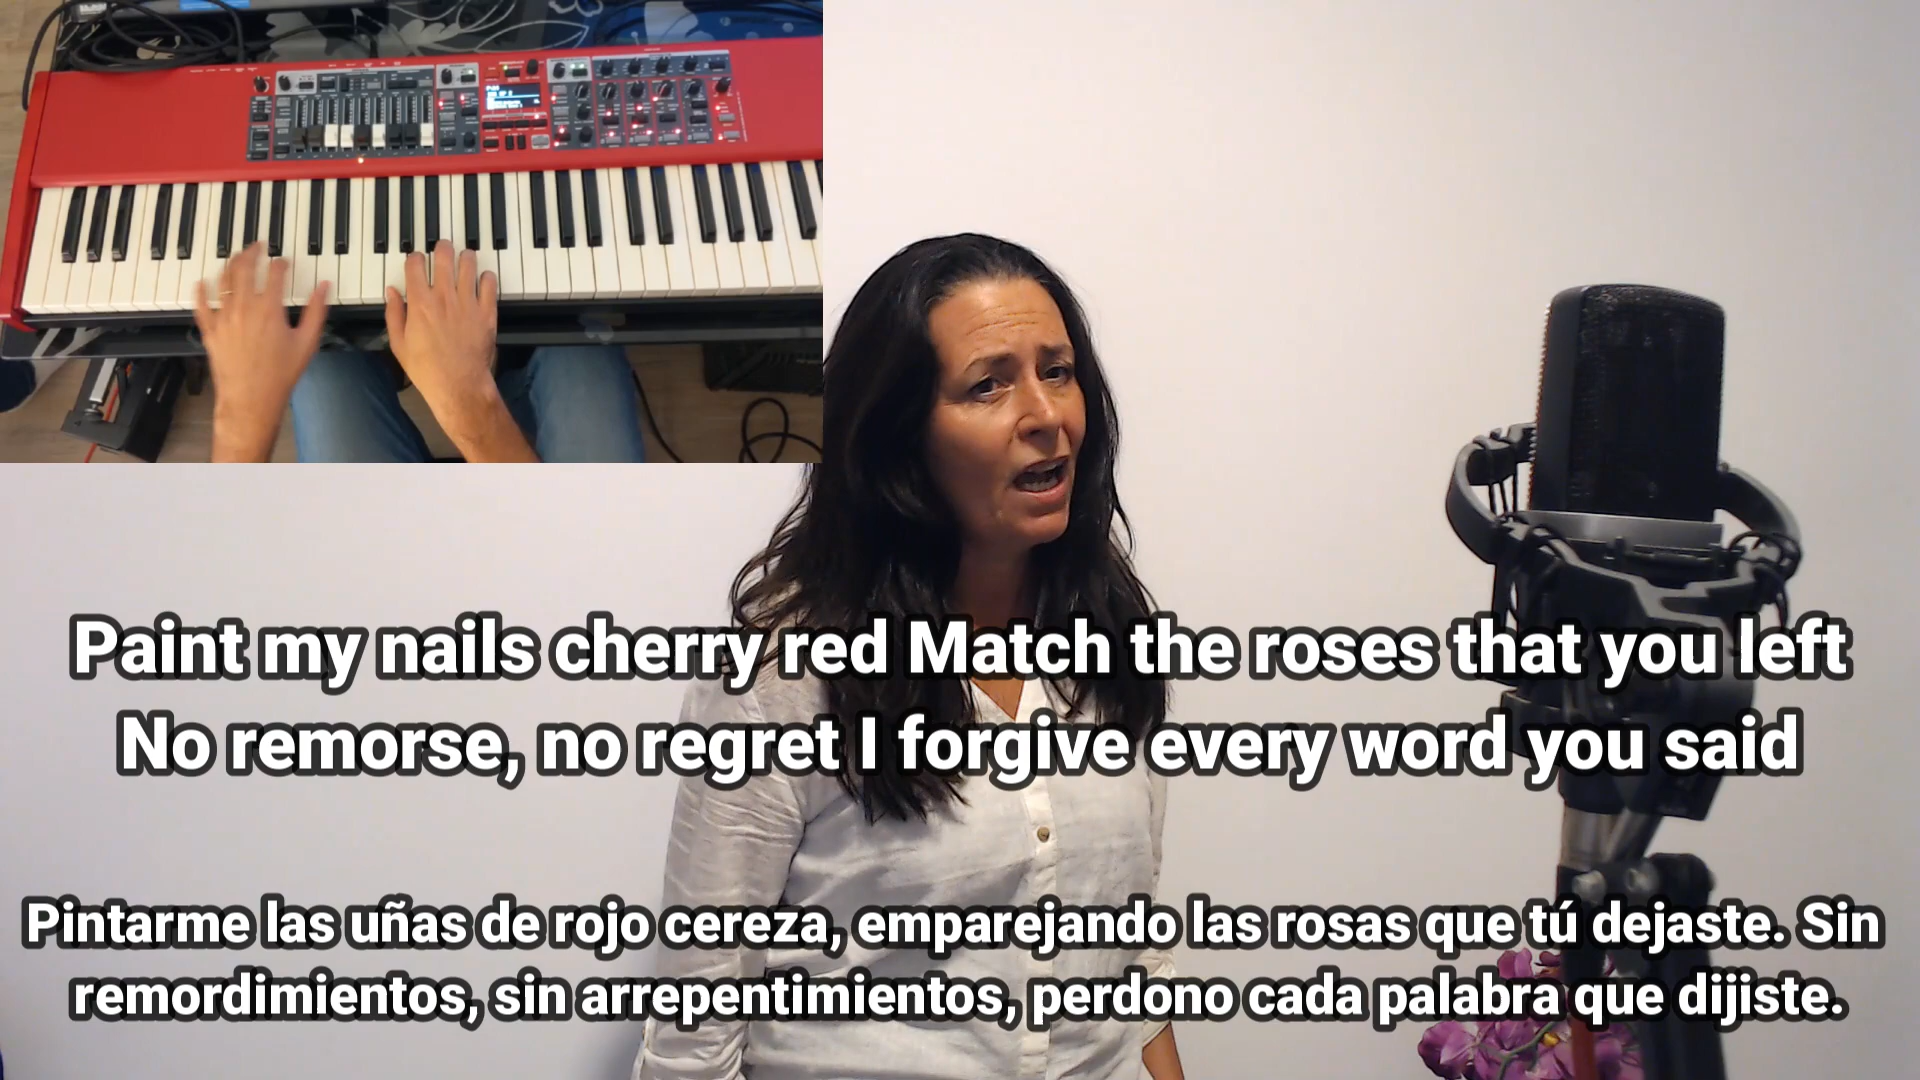 Paint my nails cherry red Match the roses that you left
No remorse, no regret I forgive every word you said
Pintarme las uñas de rojo cereza, emparejando las rosas que tú dejaste. Sin
remordimientos, sin arrepentimientos, perdono cada palabra que dijiste.